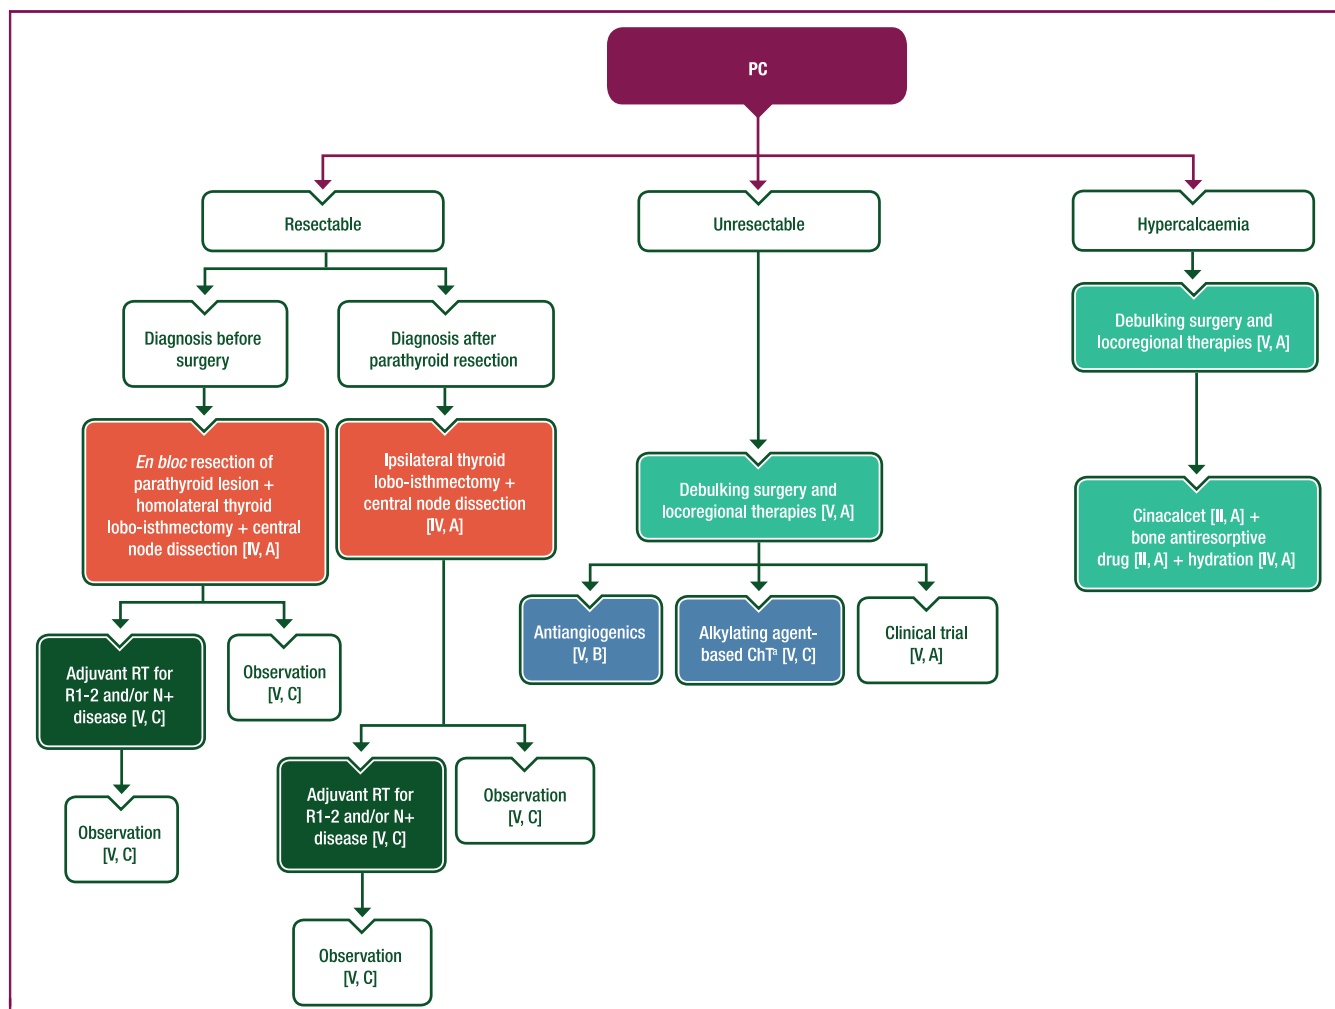 PC
Resectable
Unresectable
Hypercalcaemia
Diagnosis before
surgery
Diagnosis after
parathyroid resection
Debulking surgery and
locoregional therapies [V, A]
En bloc resection of
parathyroid lesion +
homolateral thyroid
lobo-isthmectomy + central
node dissection [IV, A]
Ipsilateral thyroid
lobo-isthmectomy +
central node dissection
[IV, A]
Debulking surgery and
locoregional therapies [V, A]
Cinacalcet [II, A] +
bone antiresorptive
drug [II, A] + hydration [IV, A]
Antiangiogenics
[V, B]
Alkylating agent-
based ChTᵃ [V, C]
Clinical trial
[V, A]
Adjuvant RT for
R1-2 and/or N+
disease [V, C]
Observation
[V, C]
Observation
[V, C]
Adjuvant RT for
R1-2 and/or N+
disease [V, C]
Observation
[V, C]
Observation
[V, C]